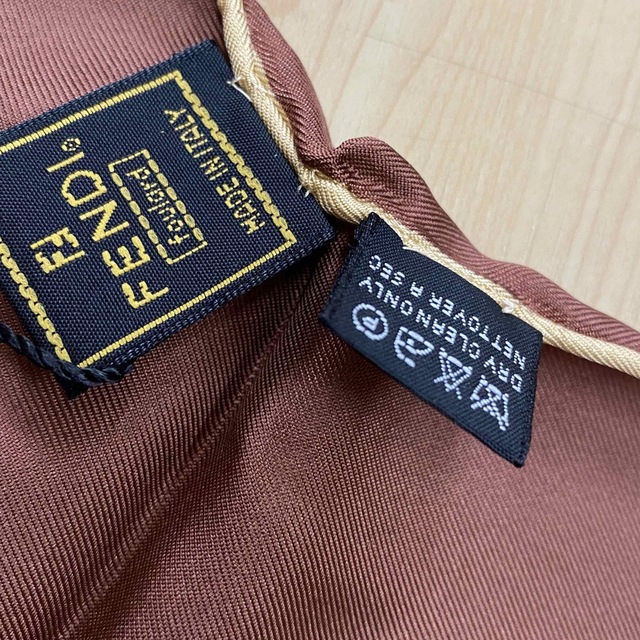 FENDI®
foulard
MADE IN ITALY
DRY CLEAN ONLY
NETTOYER A SEC